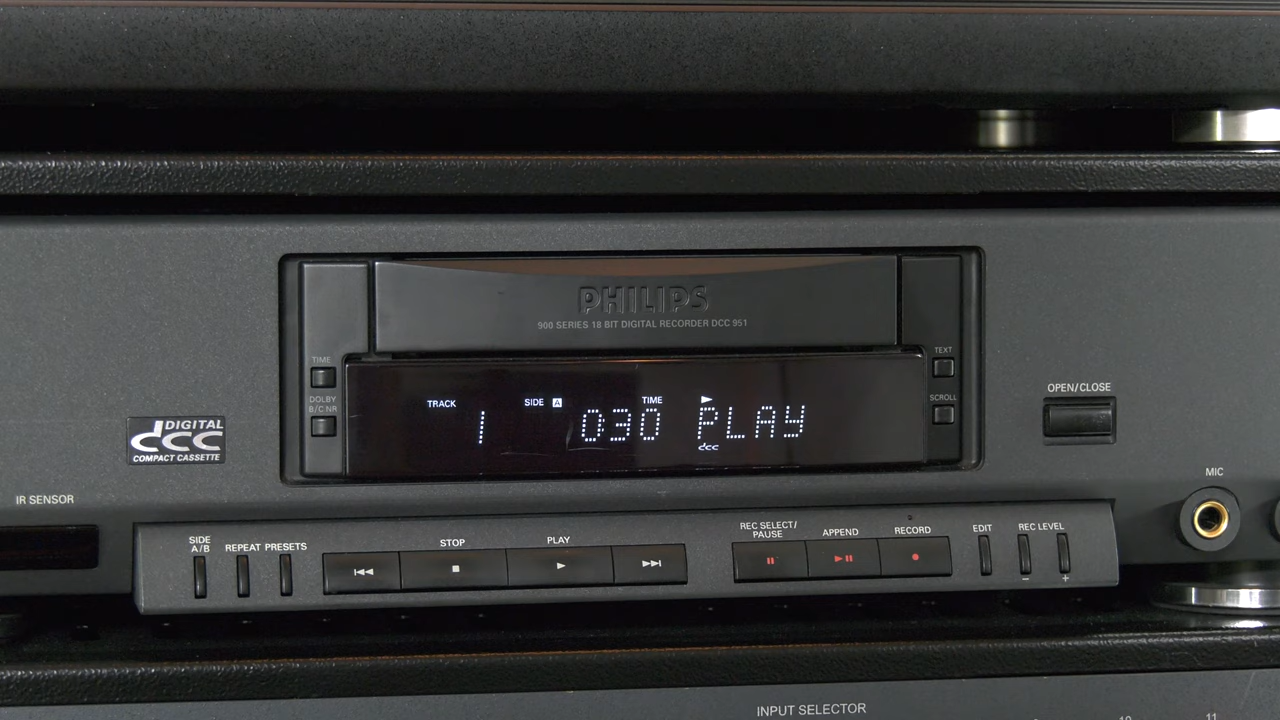 PHILIPS
900 SERIES 18 BIT DIGITAL RECORDER DCC 951
TIME
DOLBY
B/C NR
TEXT
SCROLL
TRACK SIDE A TIME
1 030 PLAY
dcc
DIGITAL
dcc
COMPACT CASSETTE
OPEN/CLOSE
MIC
IR SENSOR
SIDE
A/B
REPEAT PRESETS
STOP
PLAY
REC SELECT/
PAUSE
APPEND
RECORD
EDIT
REC LEVEL
− +
INPUT SELECTOR
11